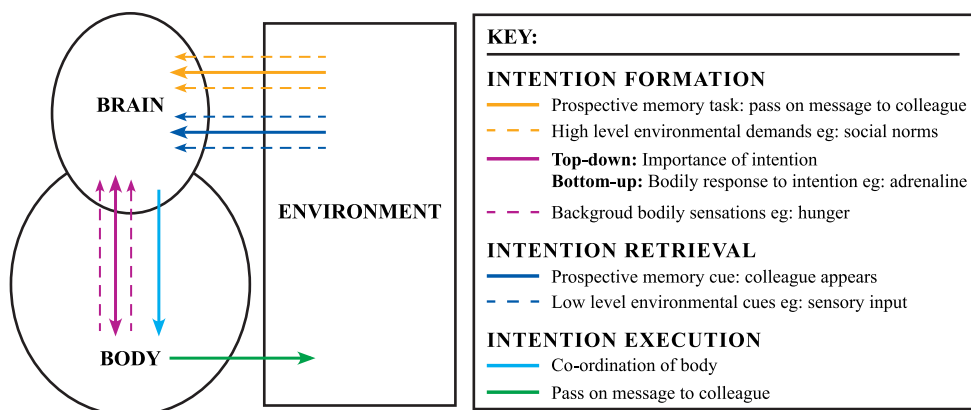 BRAIN
ENVIRONMENT
BODY
KEY:
INTENTION FORMATION
Prospective memory task: pass on message to colleague
High level environmental demands eg: social norms
Top-down: Importance of intention
Bottom-up: Bodily response to intention eg: adrenaline
Backgroud bodily sensations eg: hunger
INTENTION RETRIEVAL
Prospective memory cue: colleague appears
Low level environmental cues eg: sensory input
INTENTION EXECUTION
Co-ordination of body
Pass on message to colleague